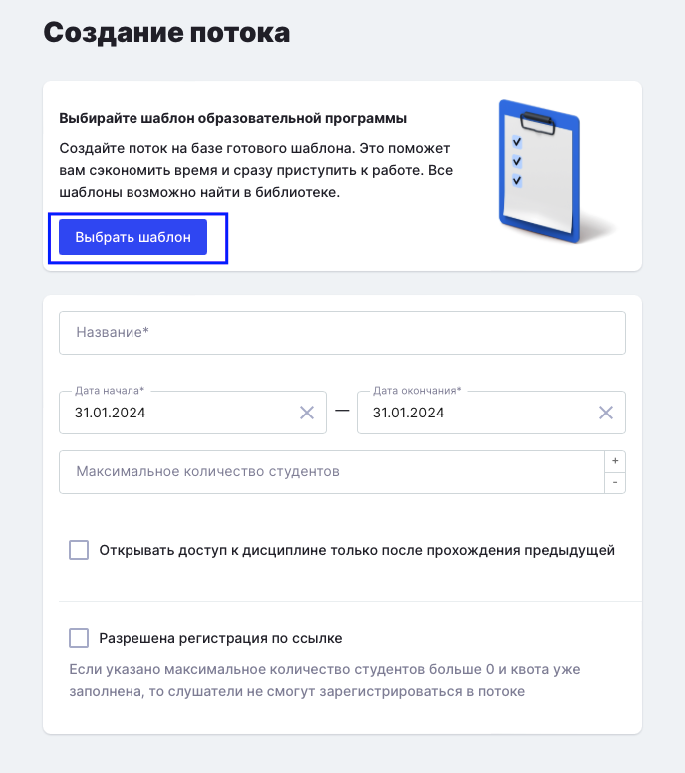 Создание потока
Выбирайте шаблон образовательной программы
Создайте поток на базе готового шаблона. Это поможет
вам сэкономить время и сразу приступить к работе. Все
шаблоны возможно найти в библиотеке.
Выбрать шаблон
Название*
Дата начала*
31.01.2024
—
Дата окончания*
31.01.2024
Максимальное количество студентов
+
-
Открывать доступ к дисциплине только после прохождения предыдущей
Разрешена регистрация по ссылке
Если указано максимальное количество студентов больше 0 и квота уже
заполнена, то слушатели не смогут зарегистрироваться в потоке